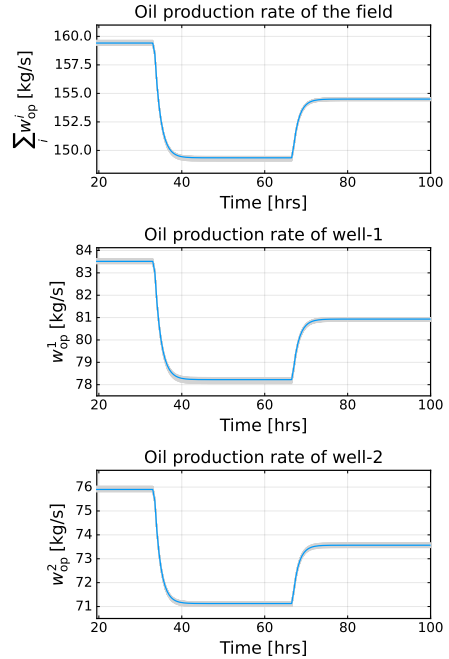 Oil production rate of the field
160.0
157.5
155.0
152.5
150.0
∑ᵢ wⁱop [kg/s]
20 40 60 80 100
Time [hrs]
Oil production rate of well-1
84
83
82
81
80
79
78
w¹op [kg/s]
20 40 60 80 100
Time [hrs]
Oil production rate of well-2
76
75
74
73
72
71
w²op [kg/s]
20 40 60 80 100
Time [hrs]